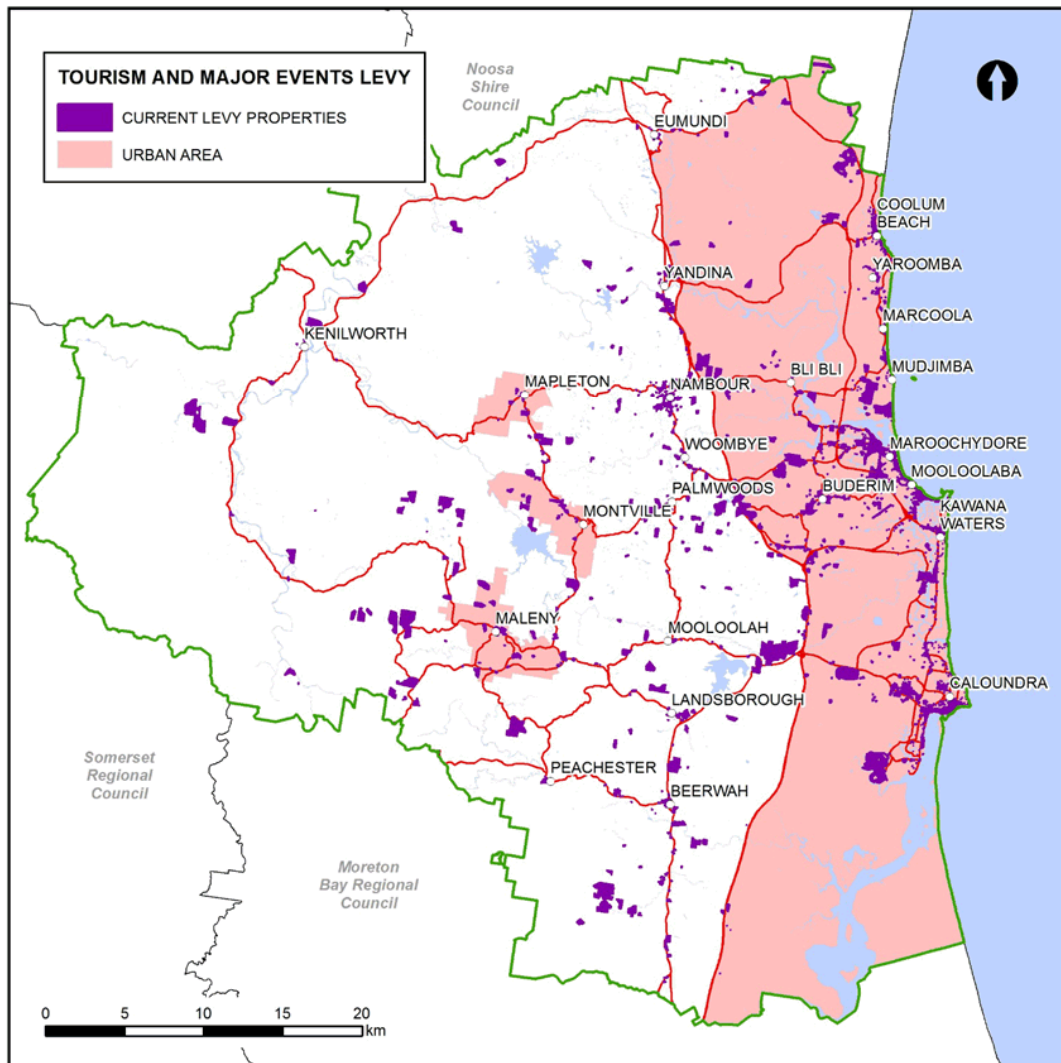 TOURISM AND MAJOR EVENTS LEVY
CURRENT LEVY PROPERTIES
URBAN AREA
Noosa
Shire
Council
EUMUNDI
COOLUM
BEACH
YAROOMBA
YANDINA
MARCOOLA
KENILWORTH
BLI BLI
MUDJIMBA
MAPLETON
NAMBOUR
WOOMBYE
MAROOCHYDORE
MOOLOOLABA
PALMWOODS
BUDERIM
KAWANA
WATERS
MONTVILLE
MALENY
MOOLOOLAH
CALOUNDRA
LANDSBOROUGH
Somerset
Regional
Council
PEACHESTER
BEERWAH
Moreton
Bay Regional
Council
0 5 10 15 20
km